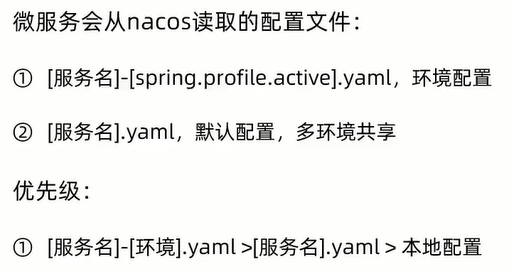 微服务会从nacos读取的配置文件：
① [服务名]-[spring.profile.active].yaml，环境配置
② [服务名].yaml，默认配置，多环境共享
优先级：
① [服务名]-[环境].yaml >[服务名].yaml > 本地配置